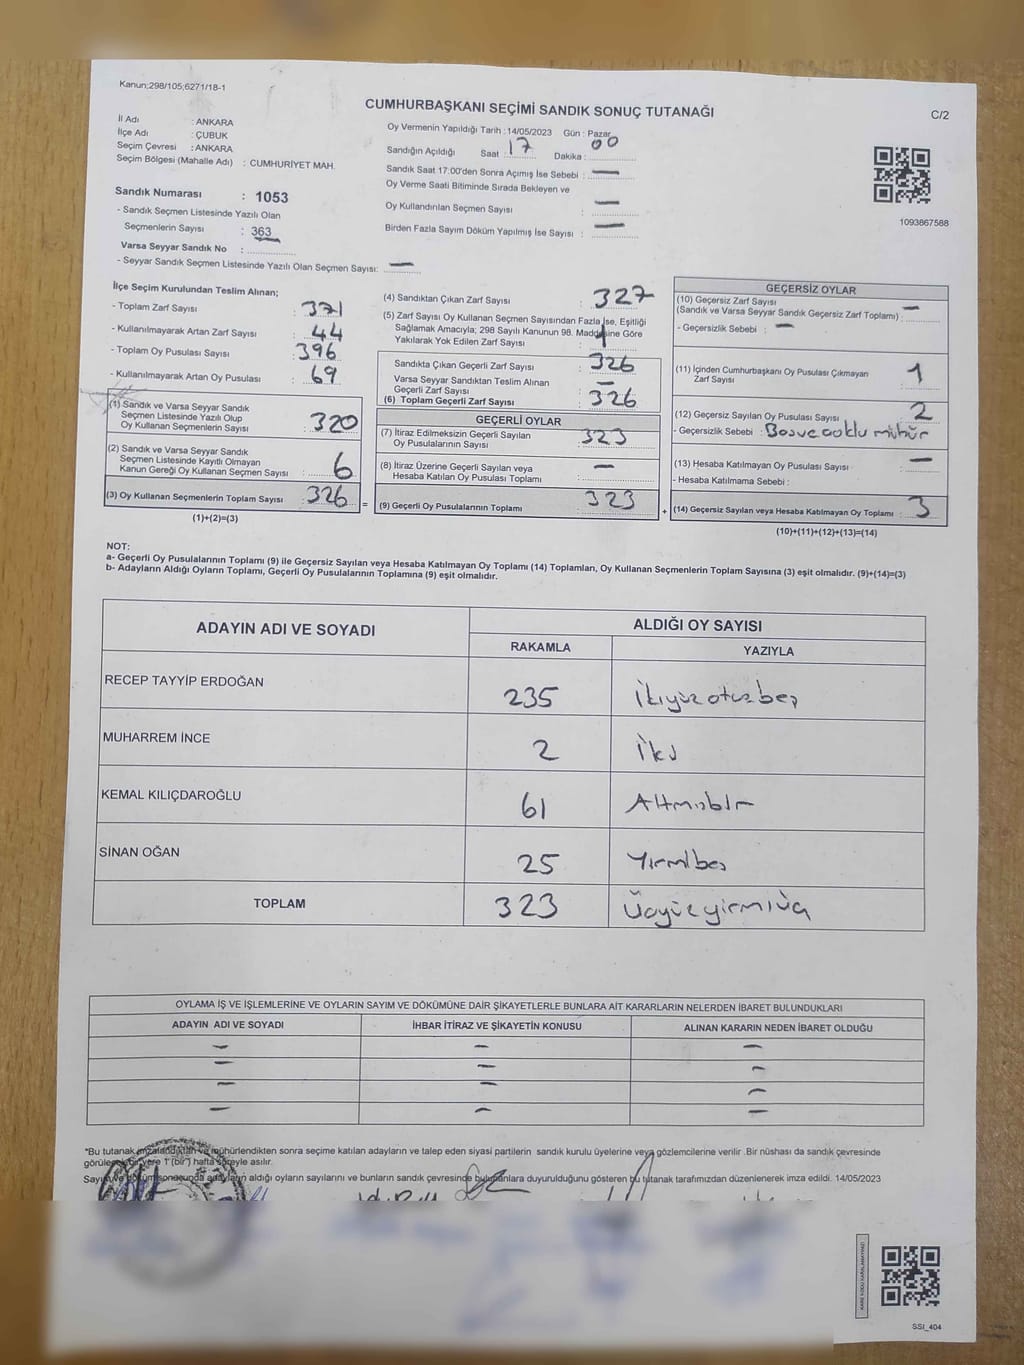 Kanun;298/105;6271/18-1
CUMHURBAŞKANI SEÇİMİ SANDIK SONUÇ TUTANAĞI
C/2
İl Adı : ANKARA
İlçe Adı : ÇUBUK
Seçim Çevresi : ANKARA
Seçim Bölgesi (Mahalle Adı) : CUMHURİYET MAH.
Sandık Numarası : 1053
- Sandık Seçmen Listesinde Yazılı Olan
Seçmenlerin Sayısı : 363
Varsa Seyyar Sandık No :
- Seyyar Sandık Seçmen Listesinde Yazılı Olan Seçmen Sayısı: —
Oy Vermenin Yapıldığı Tarih : 14/05/2023 Gün : Pazar
Sandığın Açıldığı Saat 17 Dakika : 00
Sandık Saat 17:00'den Sonra Açımış İse Sebebi : —
Oy Verme Saati Bitiminde Sırada Bekleyen ve
Oy Kullandırılan Seçmen Sayısı : —
Birden Fazla Sayım Döküm Yapılmış İse Sayısı : —
1093867588
İlçe Seçim Kurulundan Teslim Alınan;
- Toplam Zarf Sayısı : 371
- Kullanılmayarak Artan Zarf Sayısı : 44
- Toplam Oy Pusulası Sayısı : 396
- Kullanılmayarak Artan Oy Pusulası : 69
(1) Sandık ve Varsa Seyyar Sandık
Seçmen Listesinde Yazılı Olup
Oy Kullanan Seçmenlerin Sayısı : 320
(2) Sandık ve Varsa Seyyar Sandık
Seçmen Listesinde Kayıtlı Olmayan
Kanun Gereği Oy Kullanan Seçmen Sayısı : 6
(3) Oy Kullanan Seçmenlerin Toplam Sayısı : 326 =
(1)+(2)=(3)
(4) Sandıktan Çıkan Zarf Sayısı : 327
(5) Zarf Sayısı Oy Kullanan Seçmen Sayısından Fazla İse, Eşitliği
Sağlamak Amacıyla; 298 Sayılı Kanunun 98. Maddesine Göre
Yakılarak Yok Edilen Zarf Sayısı : 1
Sandıkta Çıkan Geçerli Zarf Sayısı : 326
Varsa Seyyar Sandıktan Teslim Alınan
Geçerli Zarf Sayısı : —
(6) Toplam Geçerli Zarf Sayısı : 326
GEÇERLİ OYLAR
(7) İtiraz Edilmeksizin Geçerli Sayılan
Oy Pusulalarının Sayısı : 323
(8) İtiraz Üzerine Geçerli Sayılan veya
Hesaba Katılan Oy Pusulası Toplamı : —
(9) Geçerli Oy Pusulalarının Toplamı : 323 +
GEÇERSİZ OYLAR
(10) Geçersiz Zarf Sayısı
(Sandık ve Varsa Seyyar Sandık Geçersiz Zarf Toplamı) : —
- Geçersizlik Sebebi : —
(11) İçinden Cumhurbaşkanı Oy Pusulası Çıkmayan
Zarf Sayısı : 1
(12) Geçersiz Sayılan Oy Pusulası Sayısı : 2
- Geçersizlik Sebebi : Boş ve çoklu mühür
(13) Hesaba Katılmayan Oy Pusulası Sayısı : —
- Hesaba Katılmama Sebebi :
(14) Geçersiz Sayılan veya Hesaba Katılmayan Oy Toplamı : 3
(10)+(11)+(12)+(13)=(14)
NOT:
a- Geçerli Oy Pusulalarının Toplamı (9) ile Geçersiz Sayılan veya Hesaba Katılmayan Oy Toplamı (14) Toplamları, Oy Kullanan Seçmenlerin Toplam Sayısına (3) eşit olmalıdır. (9)+(14)=(3)
b- Adayların Aldığı Oyların Toplamı, Geçerli Oy Pusulalarının Toplamına (9) eşit olmalıdır.
ADAYIN ADI VE SOYADI
ALDIĞI OY SAYISI
RAKAMLA YAZIYLA
RECEP TAYYİP ERDOĞAN 235 İkiyüzotuzbeş
MUHARREM İNCE 2 İki
KEMAL KILIÇDAROĞLU 61 Altmışbir
SİNAN OĞAN 25 Yirmibeş
TOPLAM 323 Üçyüzyirmiüç
OYLAMA İŞ VE İŞLEMLERİNE VE OYLARIN SAYIM VE DÖKÜMÜNE DAİR ŞİKAYETLERLE BUNLARA AİT KARARLARIN NELERDEN İBARET BULUNDUKLARI
ADAYIN ADI VE SOYADI İHBAR İTİRAZ VE ŞİKAYETİN KONUSU ALINAN KARARIN NEDEN İBARET OLDUĞU
— — —
— — —
— — —
— — —
*Bu tutanak imzalandıktan ve mühürlendikten sonra seçime katılan adayların ve talep eden siyasi partilerin sandık kurulu üyelerine veya gözlemcilerine verilir .Bir nüshası da sandık çevresinde
görülecek bir yere 1 (bir) hafta süreyle asılır.
Sayım ve döküm sonucunda adayların aldığı oyların sayılarını ve bunların sandık çevresinde bulunanlara duyurulduğunu gösteren bu tutanak tarafımızdan düzenlenerek imza edildi. 14/05/2023
KARE KODU KARALAMAYINIZ!
SSI_404